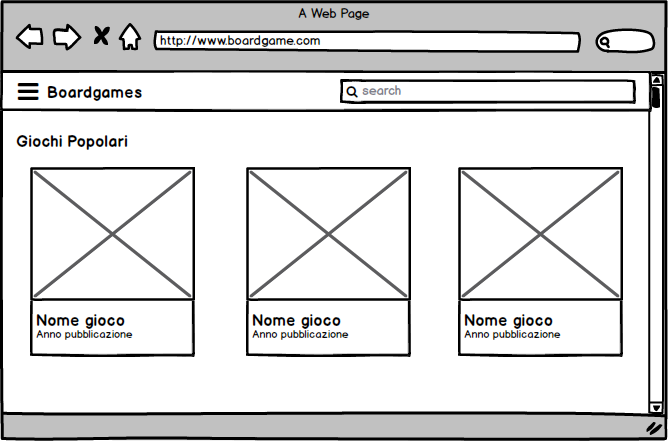 A Web Page
http://www.boardgame.com
Boardgames
search
Giochi Popolari
Nome gioco
Anno pubblicazione
Nome gioco
Anno pubblicazione
Nome gioco
Anno pubblicazione